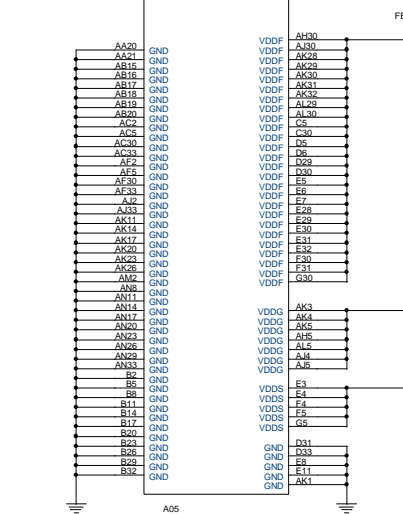 FE
AA20 GND
AA21 GND
AB15 GND
AB16 GND
AB17 GND
AB18 GND
AB19 GND
AB20 GND
AC2 GND
AC5 GND
AC30 GND
AC33 GND
AF2 GND
AF5 GND
AF30 GND
AF33 GND
AJ2 GND
AJ33 GND
AK11 GND
AK14 GND
AK17 GND
AK20 GND
AK23 GND
AK26 GND
AM2 GND
AN8 GND
AN11 GND
AN14 GND
AN17 GND
AN20 GND
AN23 GND
AN26 GND
AN29 GND
AN33 GND
B2 GND
B5 GND
B8 GND
B11 GND
B14 GND
B17 GND
B20 GND
B23 GND
B26 GND
B29 GND
B32 GND
VDDF AH30
VDDF AJ30
VDDF AK28
VDDF AK29
VDDF AK30
VDDF AK31
VDDF AK32
VDDF AL29
VDDF AL30
VDDF C5
VDDF C30
VDDF D5
VDDF D6
VDDF D29
VDDF D30
VDDF E5
VDDF E6
VDDF E7
VDDF E28
VDDF E29
VDDF E30
VDDF E31
VDDF E32
VDDF F30
VDDF F31
VDDF G30
VDDG AK3
VDDG AK4
VDDG AK5
VDDG AH5
VDDG AL5
VDDG AJ4
VDDG AJ5
VDDS E3
VDDS E4
VDDS F4
VDDS F5
VDDS G5
GND D31
GND D33
GND E8
GND E11
GND AK1
A05